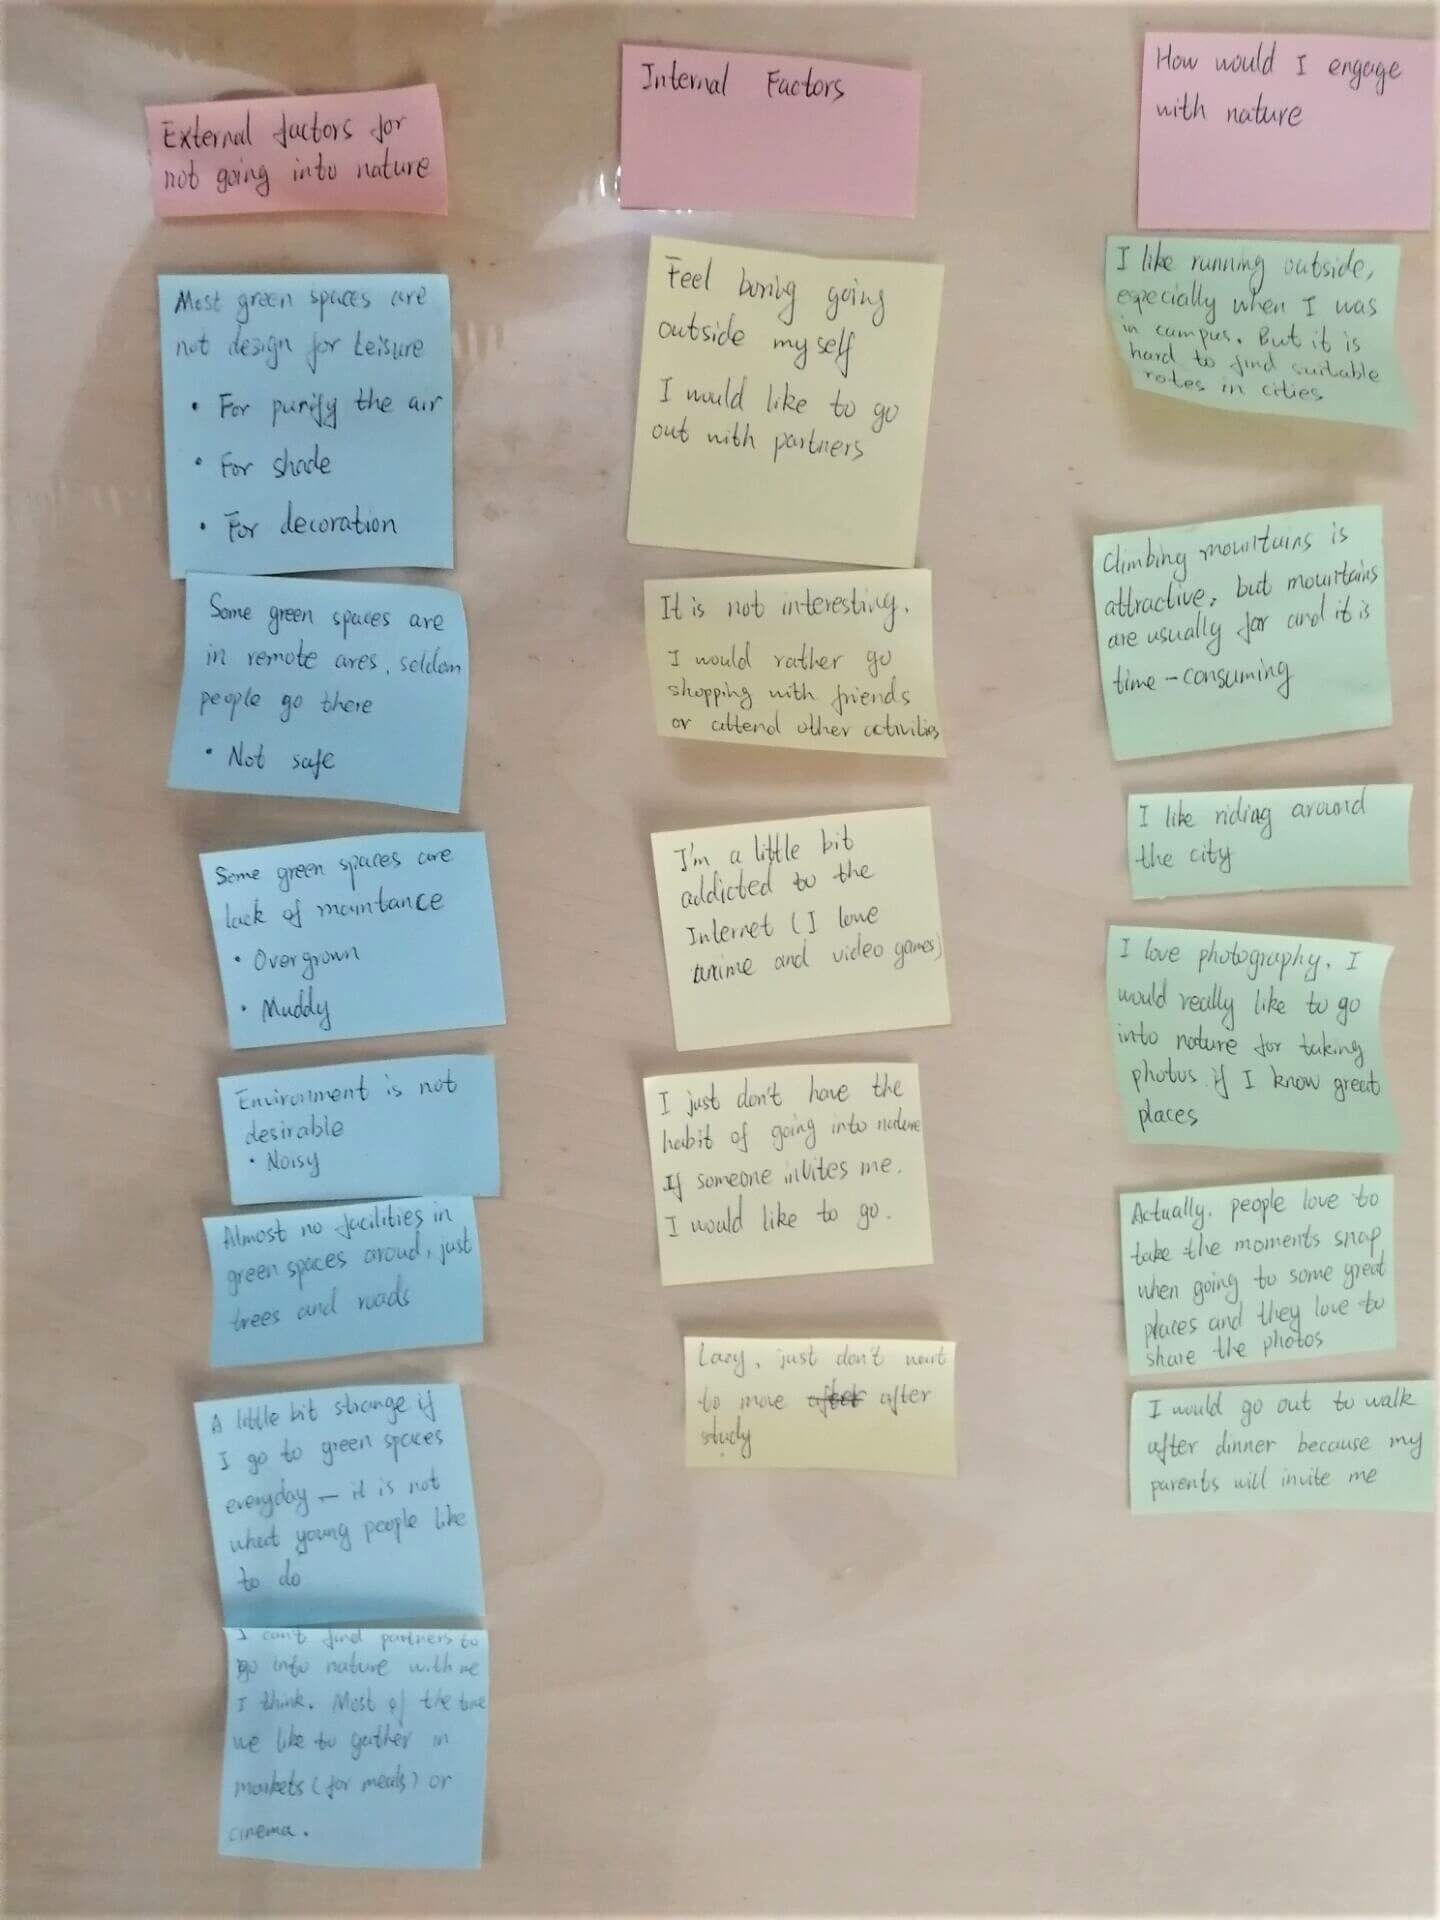 External factors for
not going into nature
Most green spaces are
not design for Leisure
• For purify the air
• For shade
• For decoration
Some green spaces are
in remote ares, seldom
people go there
• Not safe
Some green spaces are
lack of maintance
• Overgrown
• Muddy
Environment is not
desirable
• Noisy
Almost no facilities in
green spaces aroud, just
trees and roads
A little bit strange if
I go to green spaces
everyday — it is not
what young people like
to do
I can't find partners to
go into nature with me
I think. Most of the time
we like to gather in
markets (for meals) or
cinema.
Internal Factors
Feel boring going
outside myself
I would like to go
out with partners
It is not interesting.
I would rather go
shopping with friends
or attend other activities
I'm a little bit
addicted to the
Internet (I love
anime and video games)
I just don't have the
habit of going into nature
If someone invites me.
I would like to go.
Lazy, just don't want
to move after after
study
How would I engage
with nature
I like running outside,
especially when I was
in campus. But it is
hard to find suitable
rotes in cities
Climbing mountains is
attractive, but mountains
are usually far and it is
time-consuming
I like riding around
the city
I love photography. I
would really like to go
into nature for taking
photos if I know great
places
Actually. people love to
take the moments snap
when going to some great
places and they love to
share the photos
I would go out to walk
after dinner because my
parents will invite me